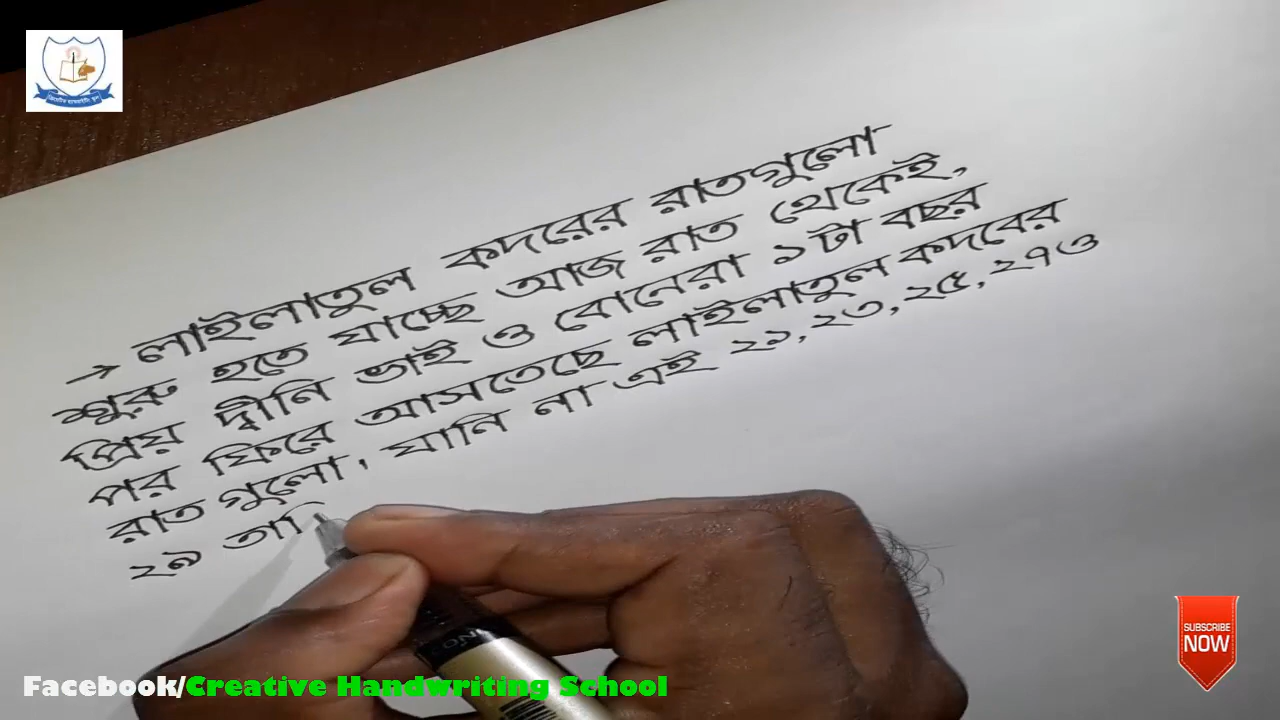 → লাইলাতুল কদরের রাতগুলো
শুরু হতে যাচ্ছে আজ রাত থেকেই,
প্রিয় দ্বীনি ভাই ও বোনেরা ১টা বছর
পর ফিরে আসতেছে লাইলাতুল কদবের
রাত গুলো, যানি না এই ২১,২৩,২৫,২৭ও
২৯ তা
SUBSCRIBE
NOW
Facebook/Creative Handwriting School